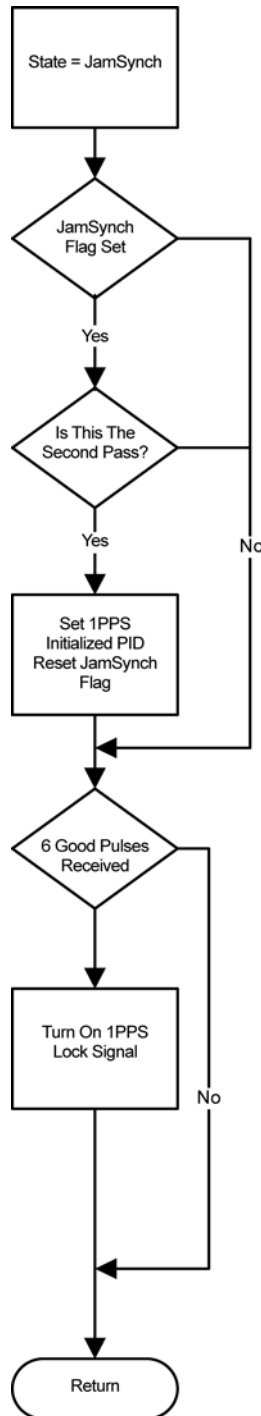 State = JamSynch
JamSynch
Flag Set
Yes
Is This The
Second Pass?
No
Yes
Set 1PPS
Initialized PID
Reset JamSynch
Flag
6 Good Pulses
Received
Turn On 1PPS
Lock Signal
No
Return